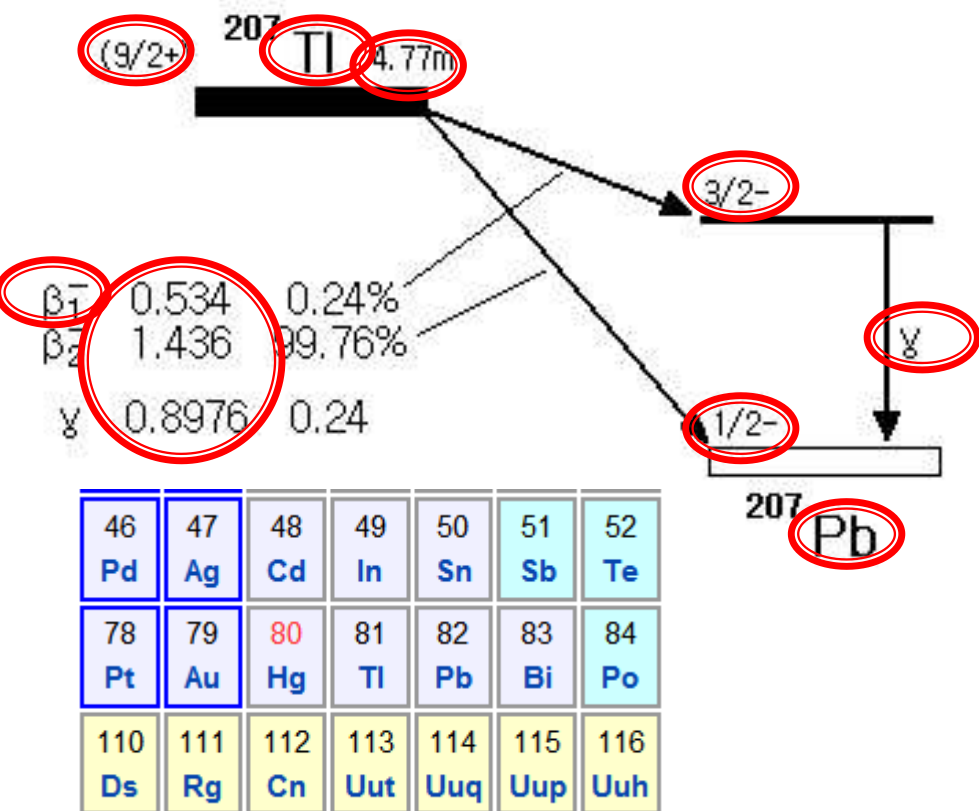 207
(9/2+) Tl 4.77m
3/2-
β1- 0.534 0.24%
β2- 1.436 99.76%
γ
γ 0.8976 0.24
1/2-
207
Pb
46 47 48 49 50 51 52
Pd Ag Cd In Sn Sb Te
78 79 80 81 82 83 84
Pt Au Hg Tl Pb Bi Po
110 111 112 113 114 115 116
Ds Rg Cn Uut Uuq Uup Uuh